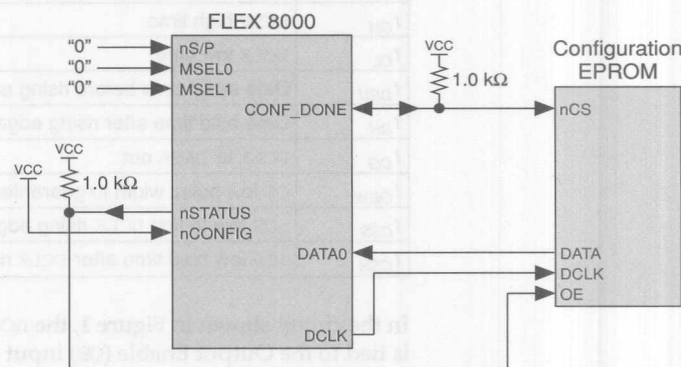 FLEX 8000
"0"
nS/P
"0"
MSEL0
"0"
MSEL1
CONF_DONE
VCC
1.0 kΩ
Configuration
EPROM
nCS
VCC
VCC
1.0 kΩ
nSTATUS
nCONFIG
DATA0
DCLK
DATA
DCLK
OE